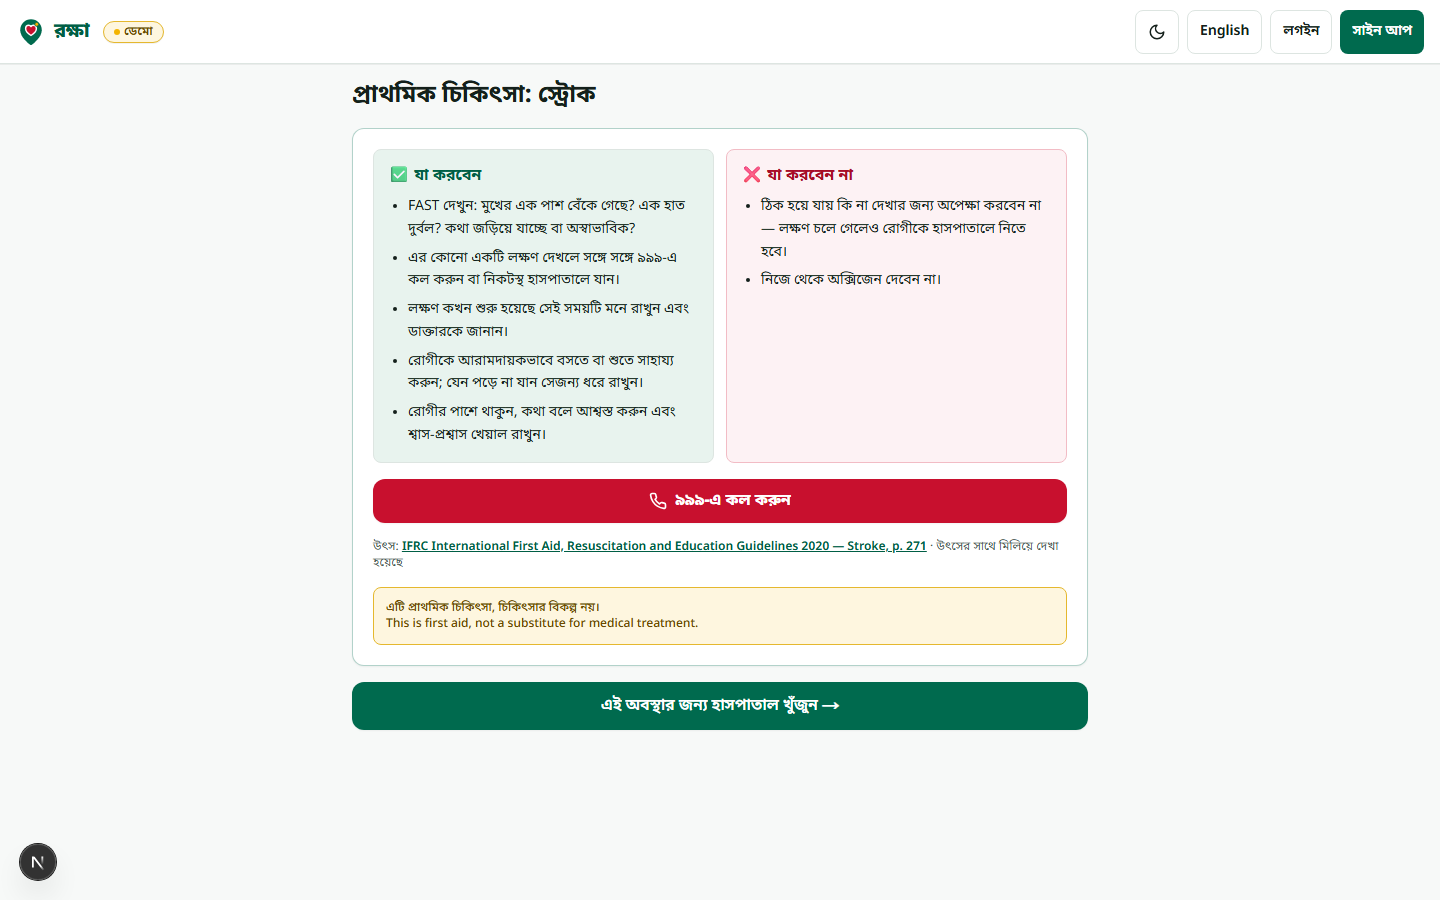 রক্ষা
ডেমো
English
লগইন
সাইন আপ
প্রাথমিক চিকিৎসা: স্ট্রোক
যা করবেন
FAST দেখুন: মুখের এক পাশ বেঁকে গেছে? এক হাত
দুর্বল? কথা জড়িয়ে যাচ্ছে বা অস্বাভাবিক?
এর কোনো একটি লক্ষণ দেখলে সঙ্গে সঙ্গে ৯৯৯-এ
কল করুন বা নিকটস্থ হাসপাতালে যান।
লক্ষণ কখন শুরু হয়েছে সেই সময়টি মনে রাখুন এবং
ডাক্তারকে জানান।
রোগীকে আরামদায়কভাবে বসতে বা শুতে সাহায্য
করুন; যেন পড়ে না যান সেজন্য ধরে রাখুন।
রোগীর পাশে থাকুন, কথা বলে আশ্বস্ত করুন এবং
শ্বাস-প্রশ্বাস খেয়াল রাখুন।
যা করবেন না
ঠিক হয়ে যায় কি না দেখার জন্য অপেক্ষা করবেন না
— লক্ষণ চলে গেলেও রোগীকে হাসপাতালে নিতে
হবে।
নিজে থেকে অক্সিজেন দেবেন না।
৯৯৯-এ কল করুন
উৎস: IFRC International First Aid, Resuscitation and Education Guidelines 2020 — Stroke, p. 271 · উৎসের সাথে মিলিয়ে দেখা
হয়েছে
এটি প্রাথমিক চিকিৎসা, চিকিৎসার বিকল্প নয়।
This is first aid, not a substitute for medical treatment.
এই অবস্থার জন্য হাসপাতাল খুঁজুন →
N